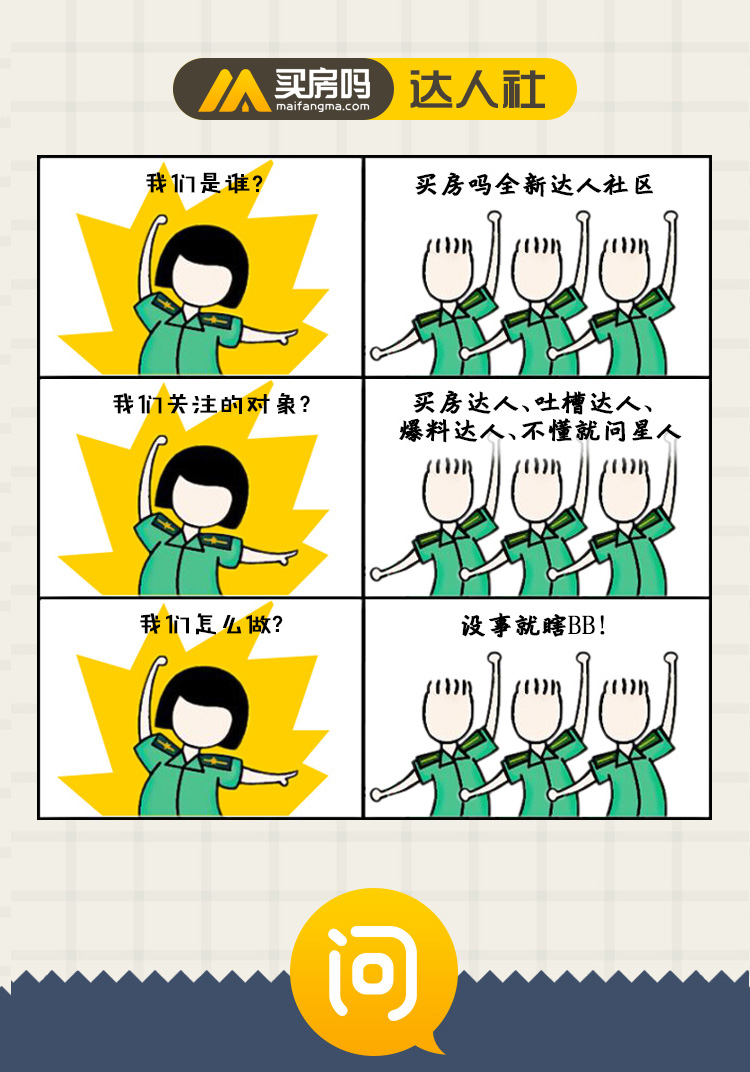 买房吗
maifangma.com
达人社
我们是谁?
买房吗全新达人社区
我们关注的对象?
买房达人、吐槽达人、
爆料达人、不懂就问星人
我们怎么做?
没事就瞎BB!
问